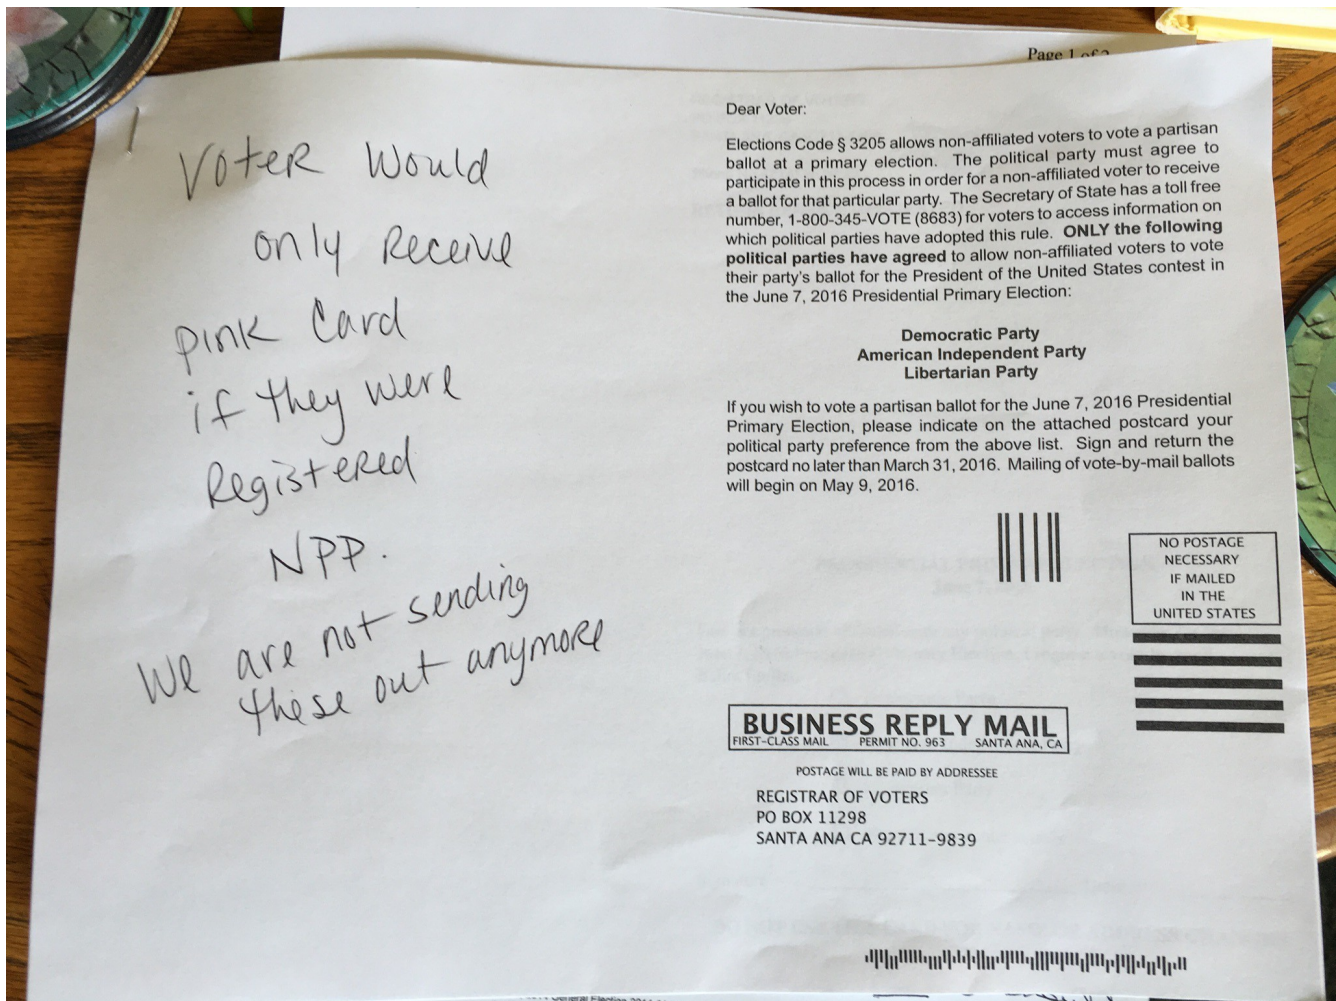 Page 1 of 2
VOTER Would
only Receive
pink Card
if they were
Registered
NPP.
We are not sending
these out anymore
Dear Voter:
Elections Code § 3205 allows non-affiliated voters to vote a partisan
ballot at a primary election. The political party must agree to
participate in this process in order for a non-affiliated voter to receive
a ballot for that particular party. The Secretary of State has a toll free
number, 1-800-345-VOTE (8683) for voters to access information on
which political parties have adopted this rule. ONLY the following
political parties have agreed to allow non-affiliated voters to vote
their party's ballot for the President of the United States contest in
the June 7, 2016 Presidential Primary Election:
Democratic Party
American Independent Party
Libertarian Party
If you wish to vote a partisan ballot for the June 7, 2016 Presidential
Primary Election, please indicate on the attached postcard your
political party preference from the above list. Sign and return the
postcard no later than March 31, 2016. Mailing of vote-by-mail ballots
will begin on May 9, 2016.
NO POSTAGE
NECESSARY
IF MAILED
IN THE
UNITED STATES
BUSINESS REPLY MAIL
FIRST-CLASS MAIL PERMIT NO. 963 SANTA ANA, CA
POSTAGE WILL BE PAID BY ADDRESSEE
REGISTRAR OF VOTERS
PO BOX 11298
SANTA ANA CA 92711-9839